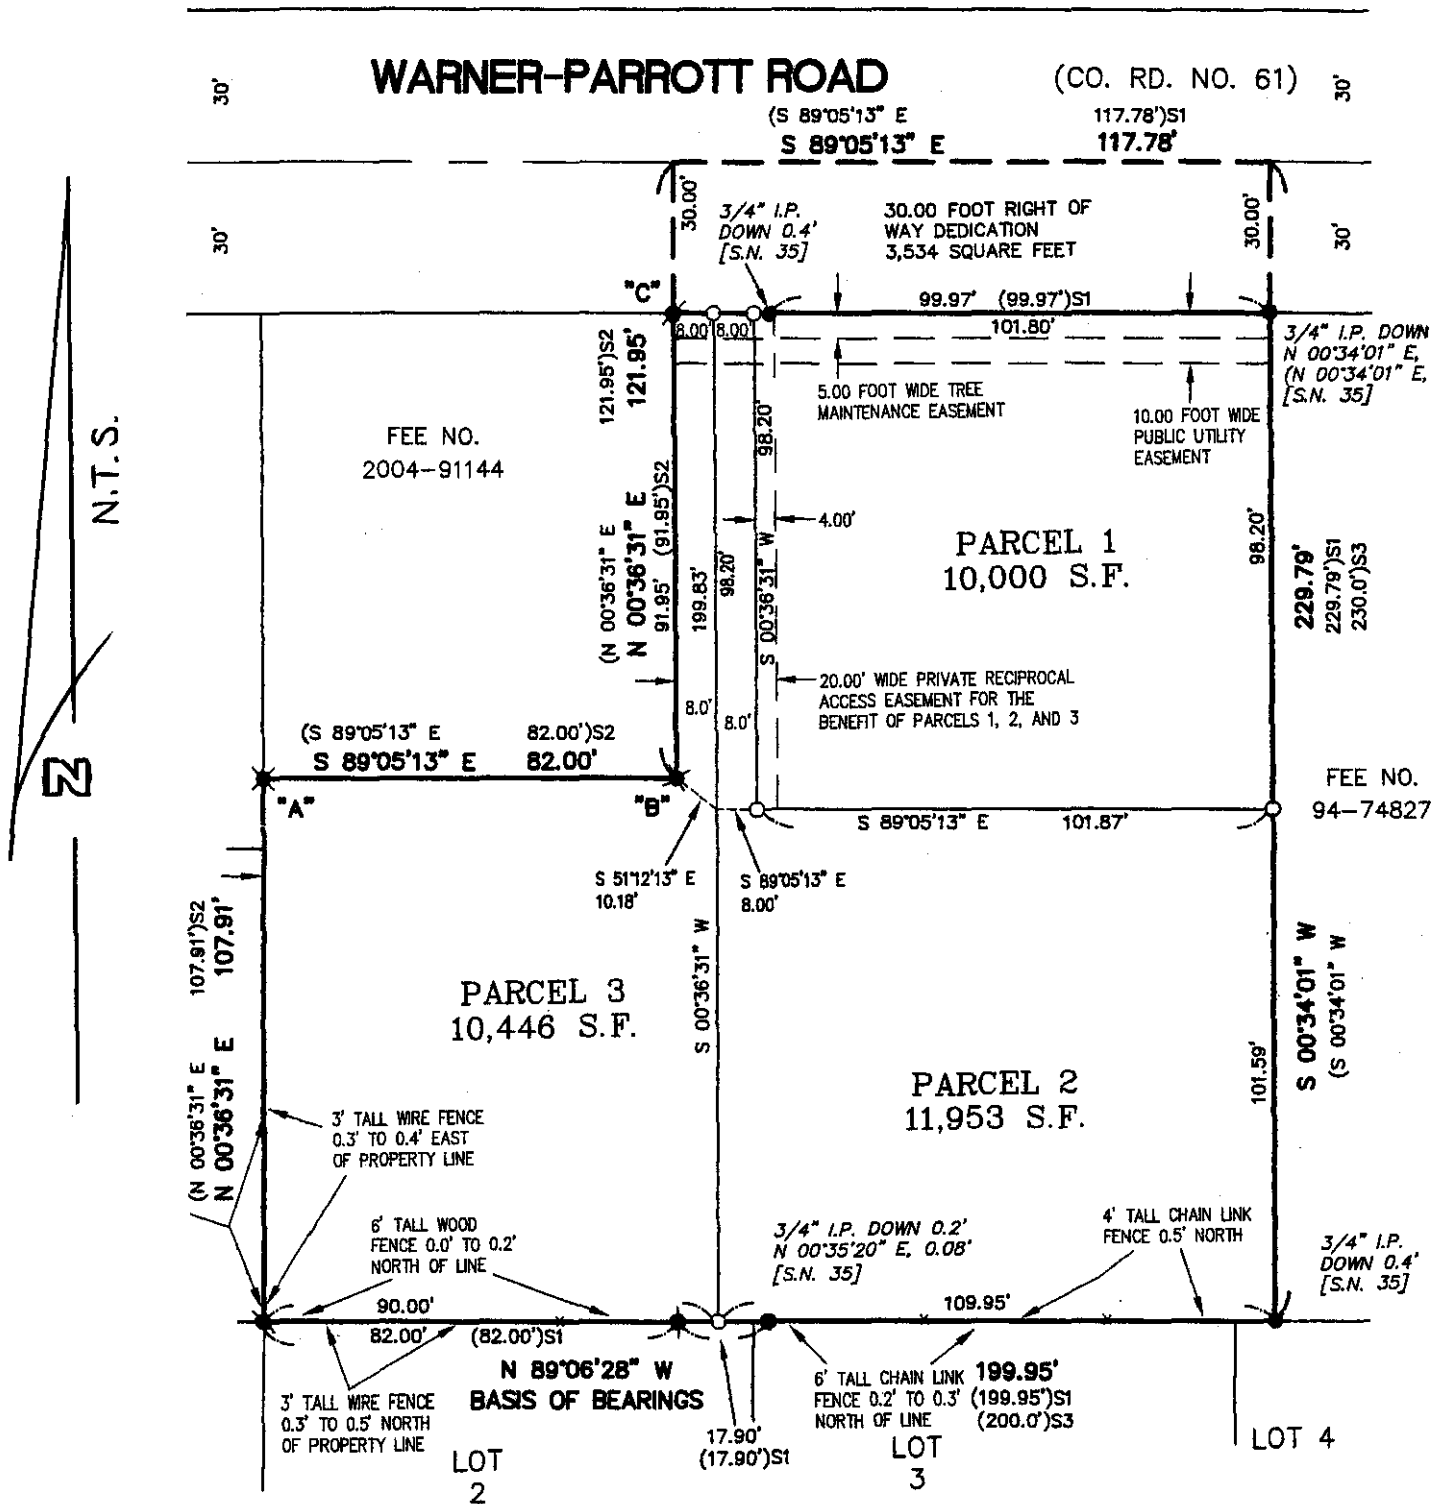 WARNER-PARROTT ROAD
(CO. RD. NO. 61)
30'
30'
(S 89°05'13" E 117.78')S1
S 89°05'13" E 117.78'
30'
30'
30.00'
30.00'
3/4" I.P.
DOWN 0.4'
[S.N. 35]
30.00 FOOT RIGHT OF
WAY DEDICATION
3,534 SQUARE FEET
"C"
99.97' (99.97')S1
8.00'
8.00'
101.80'
3/4" I.P. DOWN
N 00°34'01" E,
(N 00°34'01" E,
[S.N. 35]
5.00 FOOT WIDE TREE
MAINTENANCE EASEMENT
10.00 FOOT WIDE
PUBLIC UTILITY
EASEMENT
N.T.S.
N
FEE NO.
2004-91144
121.95')S2
121.95'
(N 00°36'31" E
N 00°36'31" E
91.95' (91.95')S2
199.83'
98.20'
98.20'
S 00°36'31" W
4.00'
PARCEL 1
10,000 S.F.
98.20'
229.79'
229.79')S1
230.0')S3
20.00' WIDE PRIVATE RECIPROCAL
ACCESS EASEMENT FOR THE
BENEFIT OF PARCELS 1, 2, AND 3
8.0'
8.0'
(S 89°05'13" E 82.00')S2
S 89°05'13" E 82.00'
"A"
"B"
FEE NO.
94-74827
S 89°05'13" E 101.87'
S 51°12'13" E
10.18'
S 89°05'13" E
8.00'
107.91')S2
107.91'
(N 00°36'31" E
N 00°36'31" E
S 00°36'31" W
PARCEL 3
10,446 S.F.
PARCEL 2
11,953 S.F.
101.59'
S 00°34'01" W
(S 00°34'01" W
3' TALL WIRE FENCE
0.3' TO 0.4' EAST
OF PROPERTY LINE
6' TALL WOOD
FENCE 0.0' TO 0.2'
NORTH OF LINE
3/4" I.P. DOWN 0.2'
N 00°35'20" E, 0.08'
[S.N. 35]
4' TALL CHAIN LINK
FENCE 0.5' NORTH
3/4" I.P.
DOWN 0.4'
[S.N. 35]
90.00'
109.95'
82.00' (82.00')S1
N 89°06'28" W
BASIS OF BEARINGS
3' TALL WIRE FENCE
0.3' TO 0.5' NORTH
OF PROPERTY LINE
6' TALL CHAIN LINK
FENCE 0.2' TO 0.3'
NORTH OF LINE
199.95'
(199.95')S1
(200.0')S3
17.90'
(17.90')S1
LOT
2
LOT
3
LOT 4